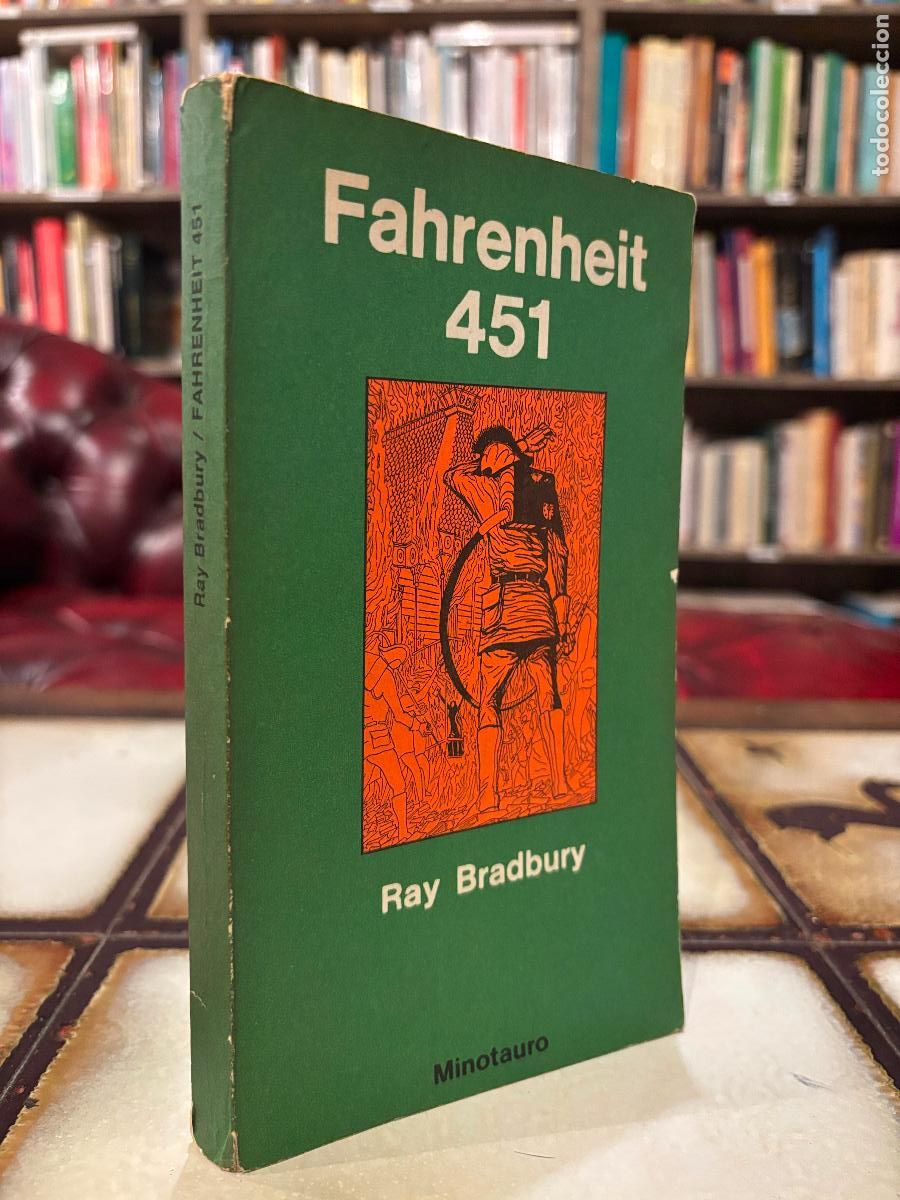 Fahrenheit
451
Ray Bradbury
Minotauro
Ray Bradbury / FAHRENHEIT 451
todocoleccion